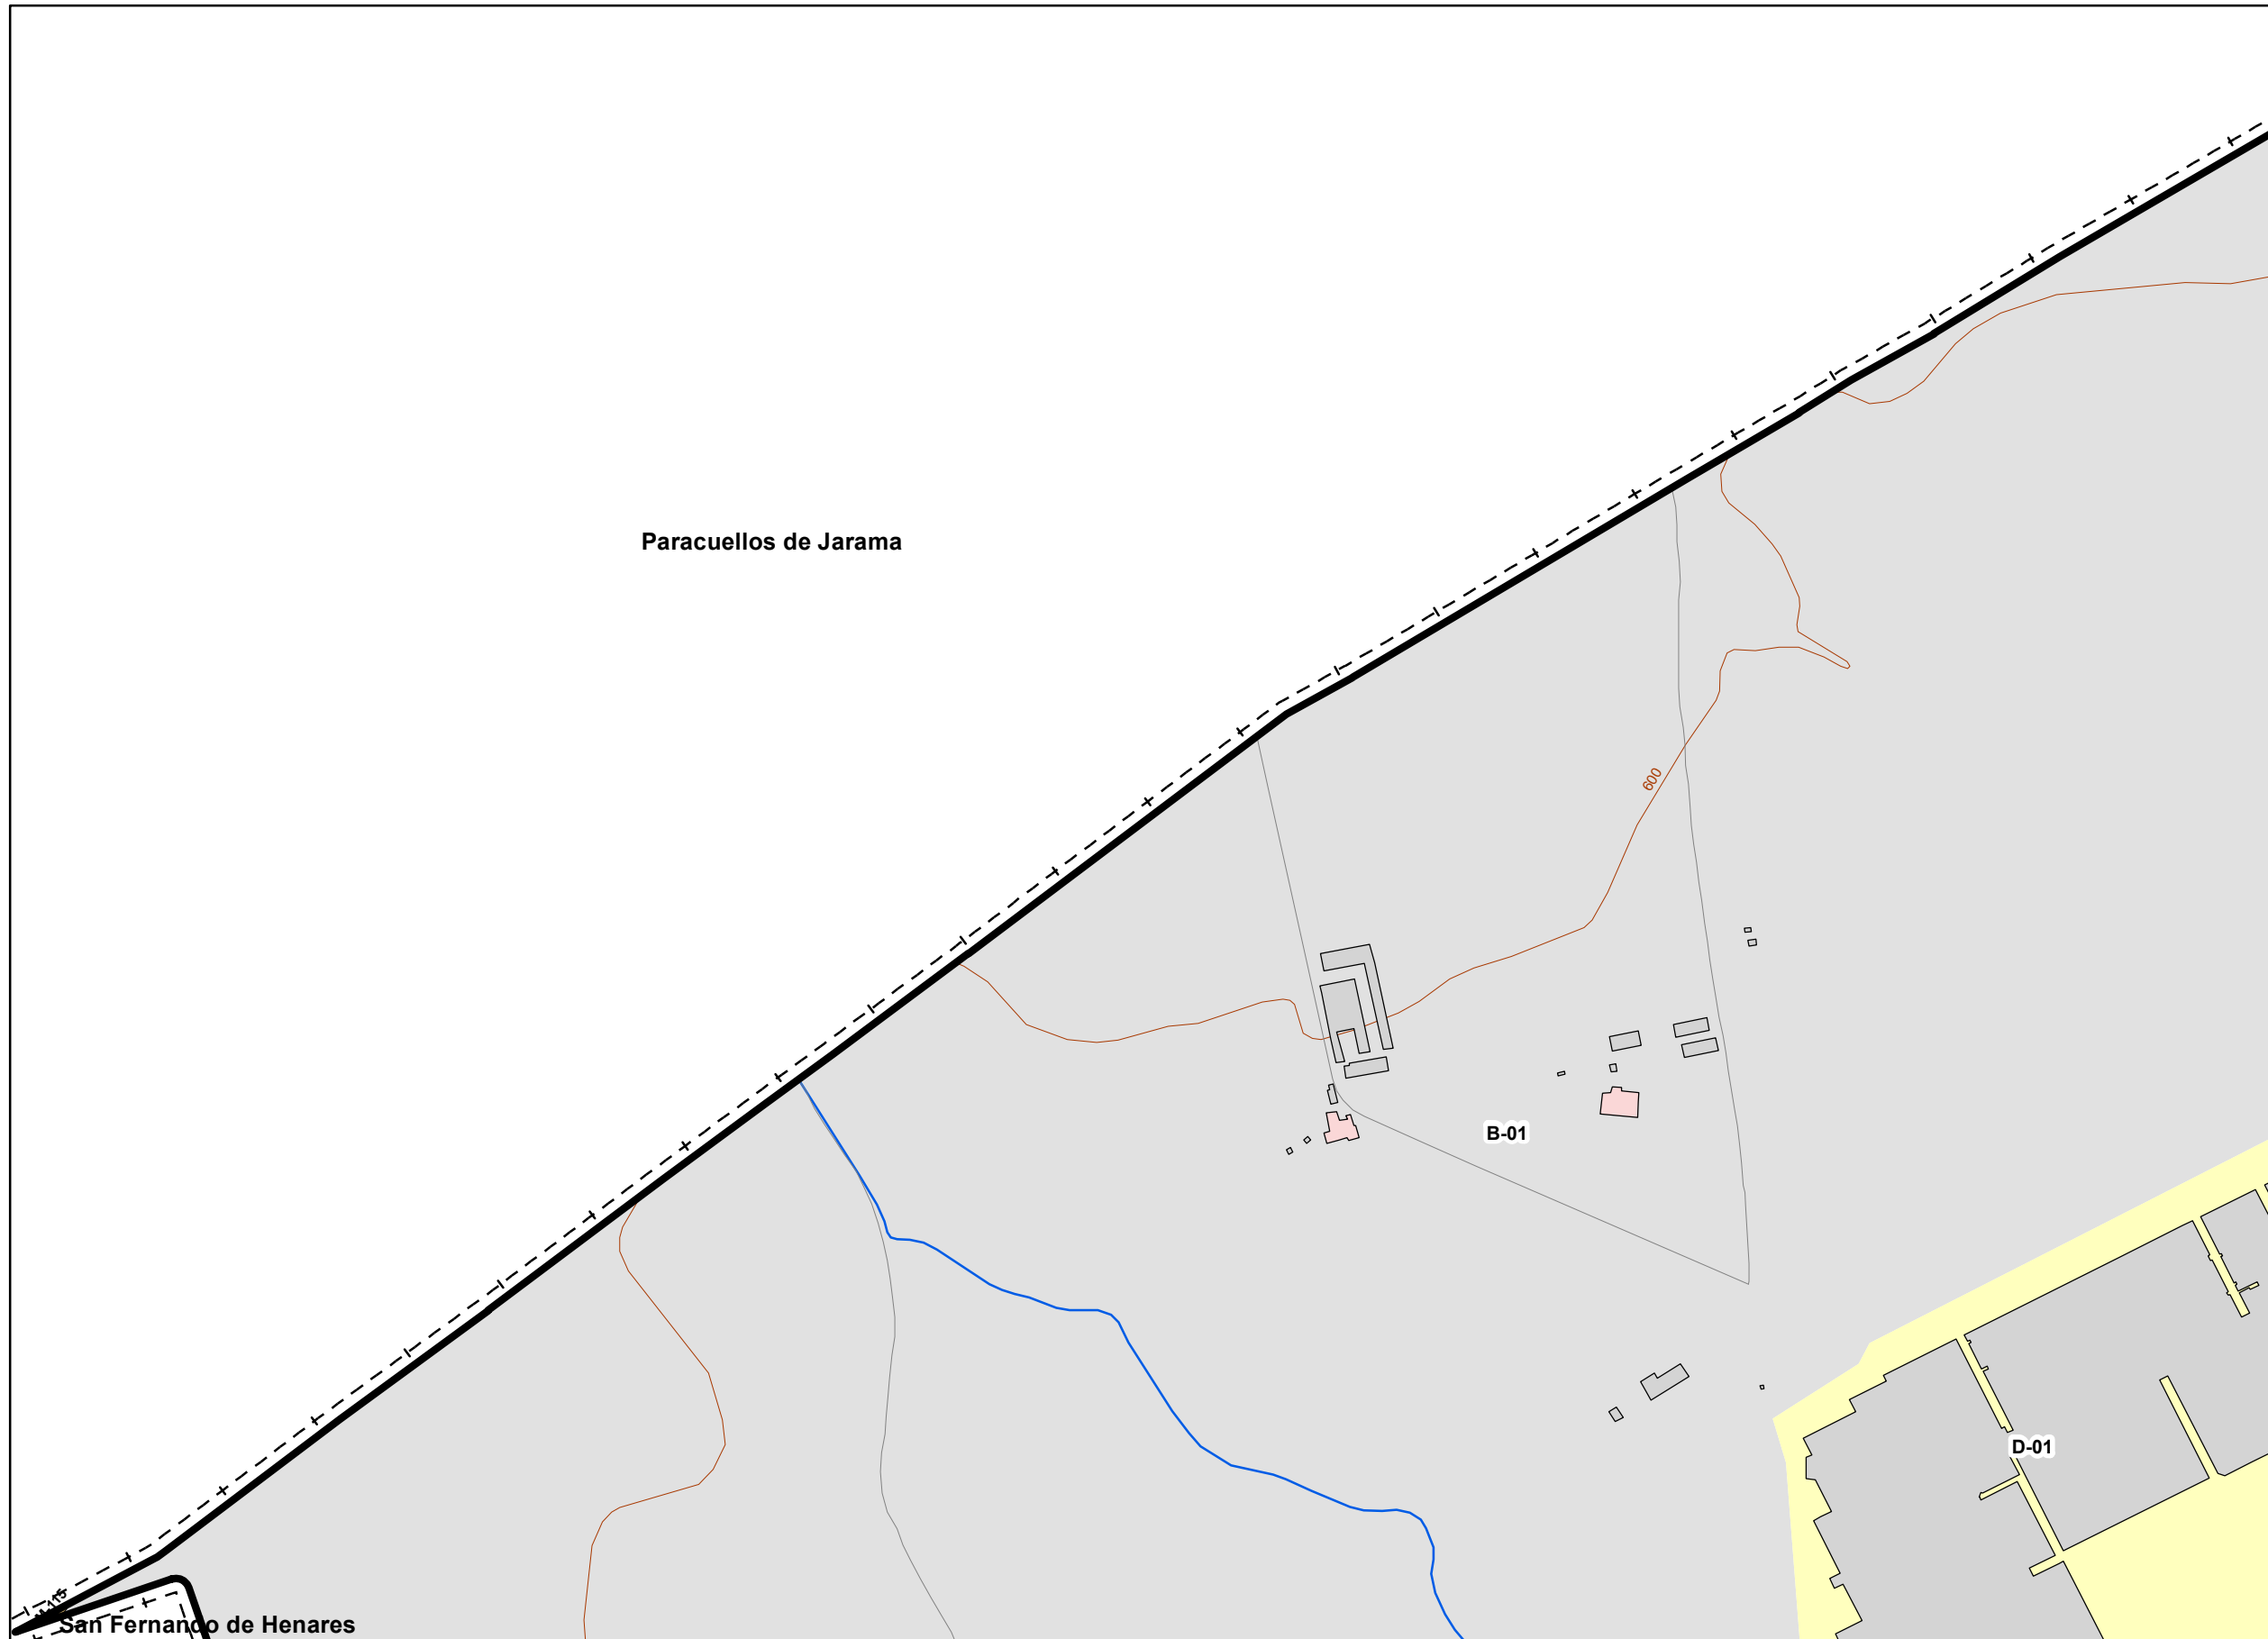 Paracuellos de Jarama
600
B-01
D-01
San Fernando de Henares